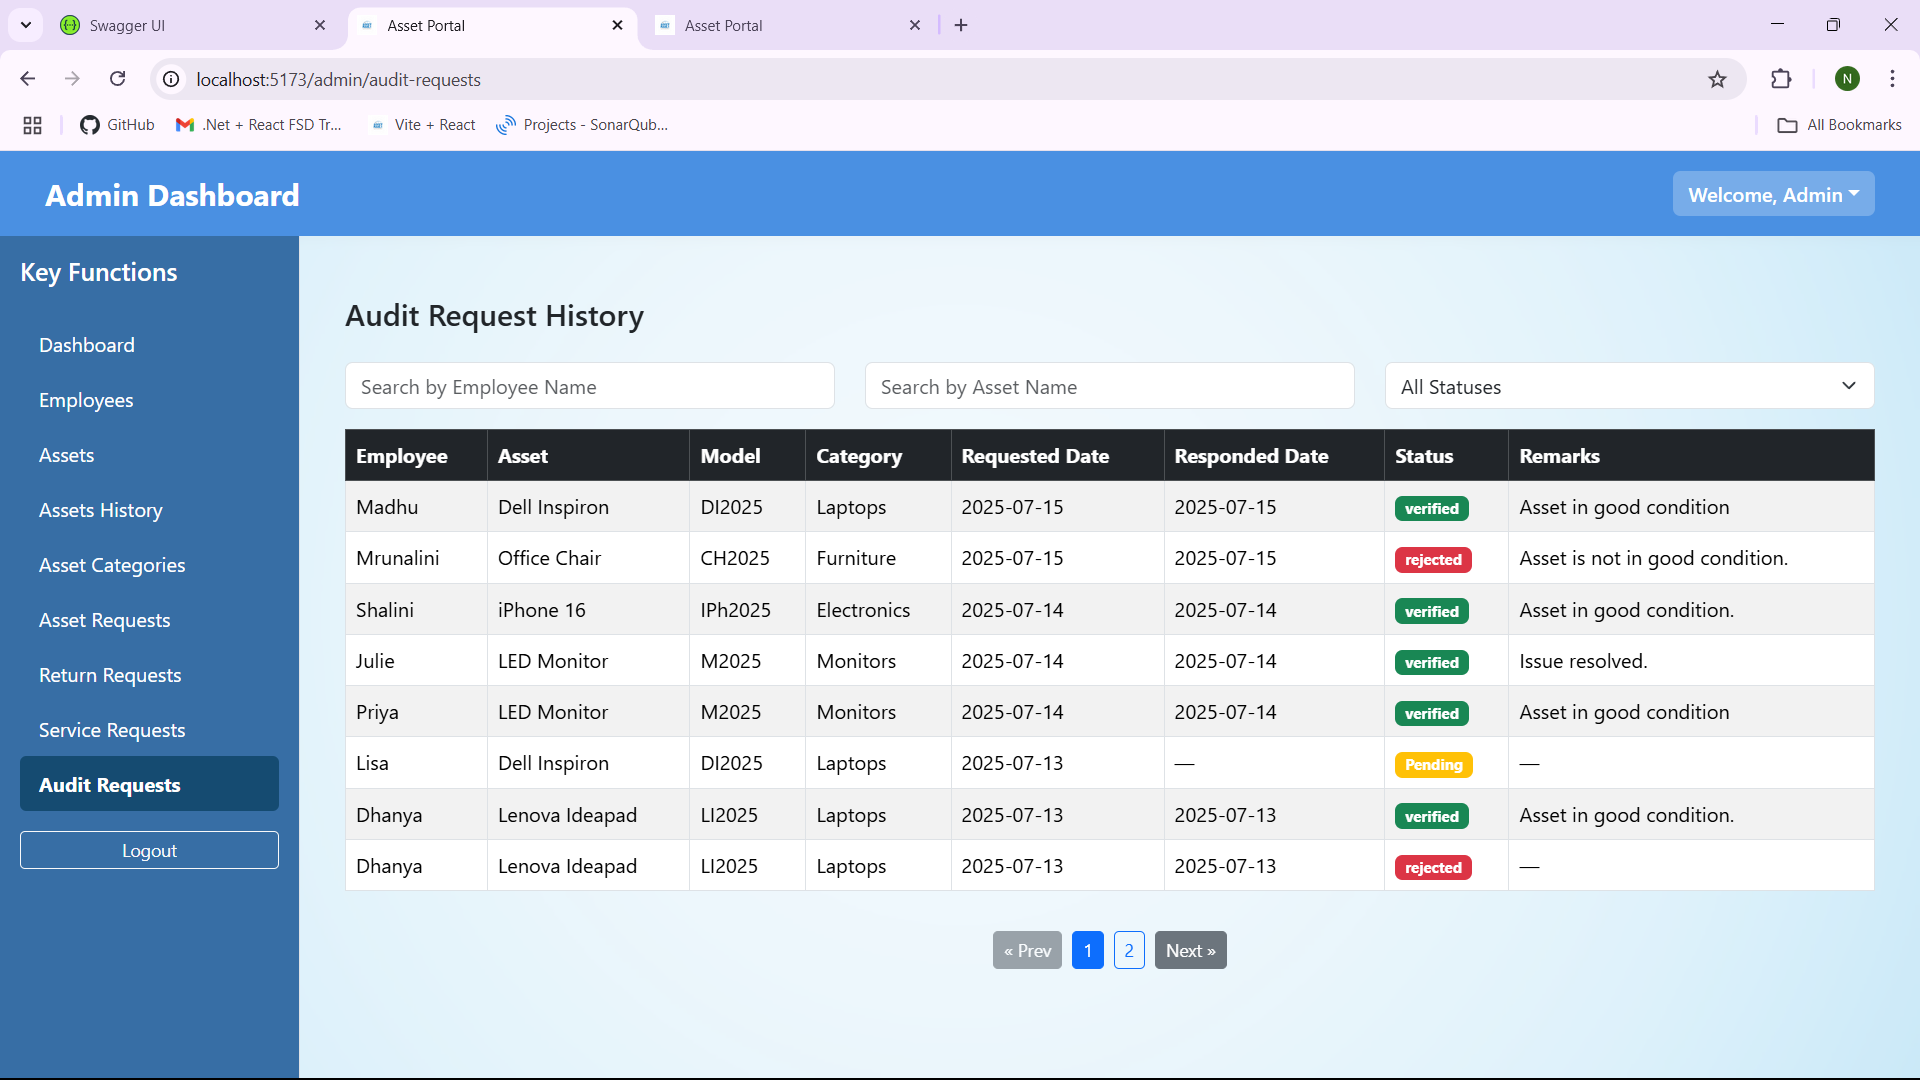 Swagger UI
Asset Portal
Asset Portal
localhost:5173/admin/audit-requests
N
GitHub
.Net + React FSD Tr...
Vite + React
Projects - SonarQub...
All Bookmarks
Admin Dashboard
Welcome, Admin
Key Functions
Dashboard
Employees
Assets
Assets History
Asset Categories
Asset Requests
Return Requests
Service Requests
Audit Requests
Logout
Audit Request History
Search by Employee Name
Search by Asset Name
All Statuses
Employee Asset Model Category Requested Date Responded Date Status Remarks
Madhu Dell Inspiron DI2025 Laptops 2025-07-15 2025-07-15 verified Asset in good condition
Mrunalini Office Chair CH2025 Furniture 2025-07-15 2025-07-15 rejected Asset is not in good condition.
Shalini iPhone 16 IPh2025 Electronics 2025-07-14 2025-07-14 verified Asset in good condition.
Julie LED Monitor M2025 Monitors 2025-07-14 2025-07-14 verified Issue resolved.
Priya LED Monitor M2025 Monitors 2025-07-14 2025-07-14 verified Asset in good condition
Lisa Dell Inspiron DI2025 Laptops 2025-07-13 — Pending —
Dhanya Lenova Ideapad LI2025 Laptops 2025-07-13 2025-07-13 verified Asset in good condition.
Dhanya Lenova Ideapad LI2025 Laptops 2025-07-13 2025-07-13 rejected —
« Prev 1 2 Next »